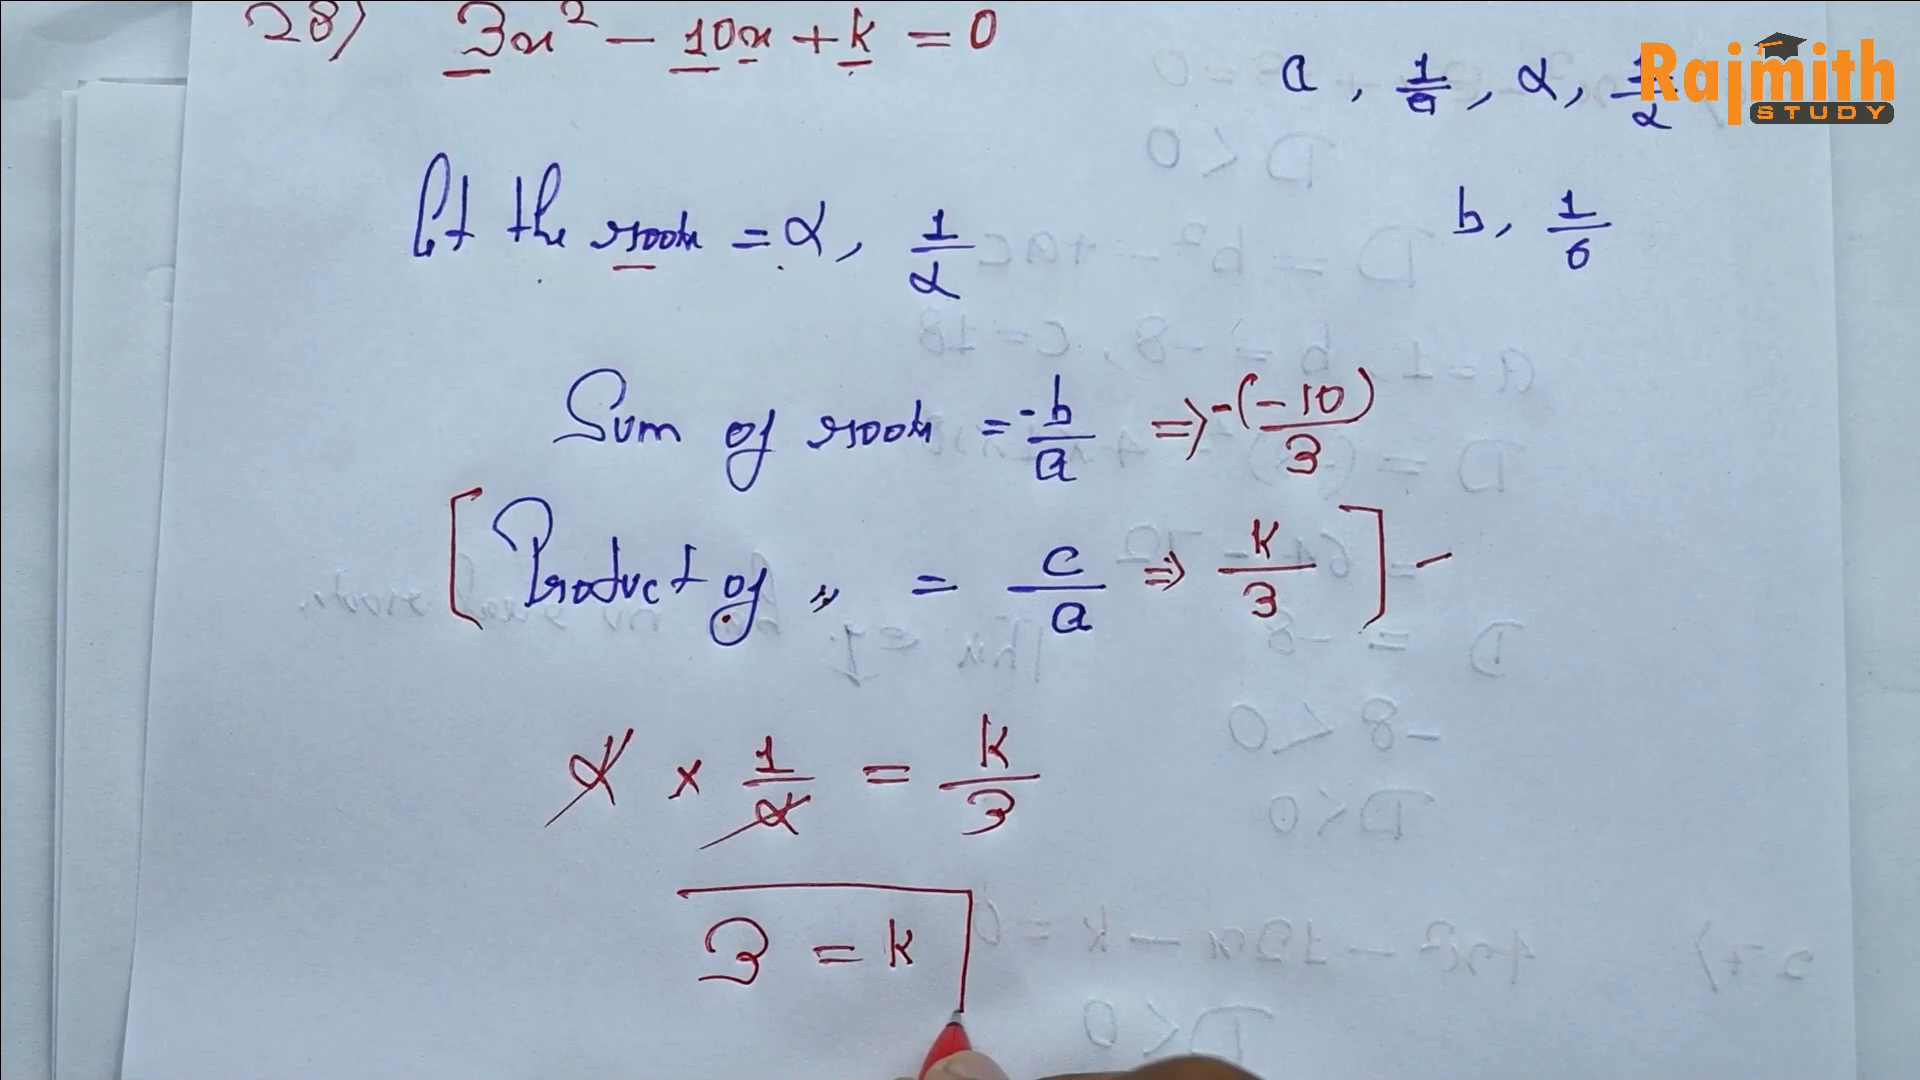 28) 3x² - 10x + k = 0
a, 1/a, α, 1/α
Rajmith
STUDY
let the roots = α, 1/α
b, 1/6
Sum of roots = -b/a ⇒ -(-10)/3
[Product of " = c/a ⇒ k/3] -
α × 1/α = k/3
3 = k